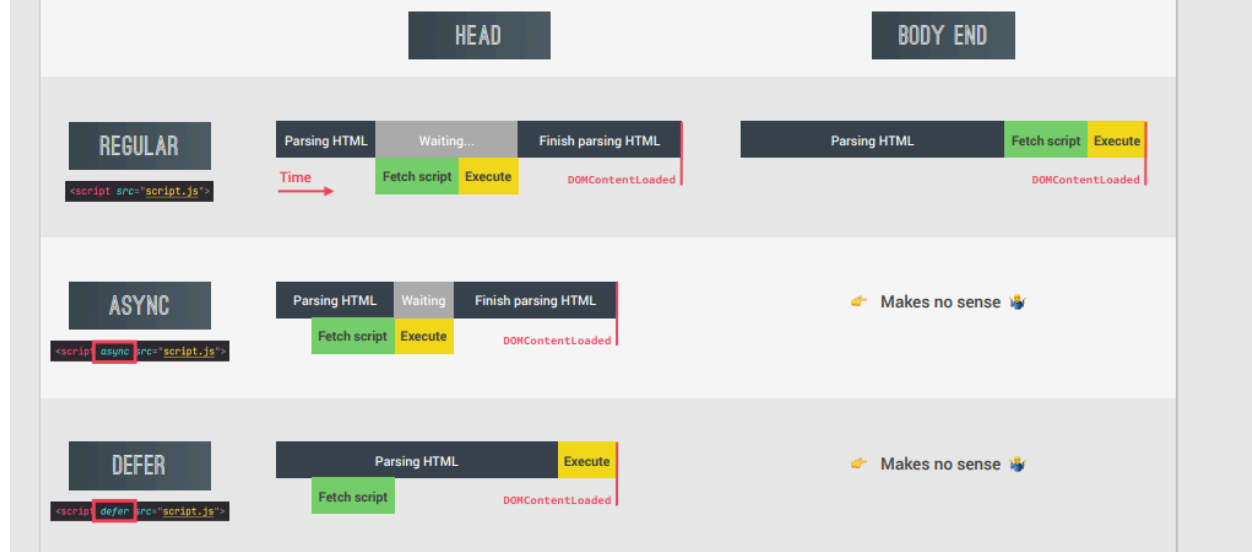 HEAD
BODY END
REGULAR
<script src="script.js">
Parsing HTML
Waiting...
Finish parsing HTML
Time
Fetch script
Execute
DOMContentLoaded
Parsing HTML
Fetch script
Execute
DOMContentLoaded
ASYNC
<script async src="script.js">
Parsing HTML
Waiting
Finish parsing HTML
Fetch script
Execute
DOMContentLoaded
👉 Makes no sense 🤷‍♂️
DEFER
<script defer src="script.js">
Parsing HTML
Execute
Fetch script
DOMContentLoaded
👉 Makes no sense 🤷‍♂️